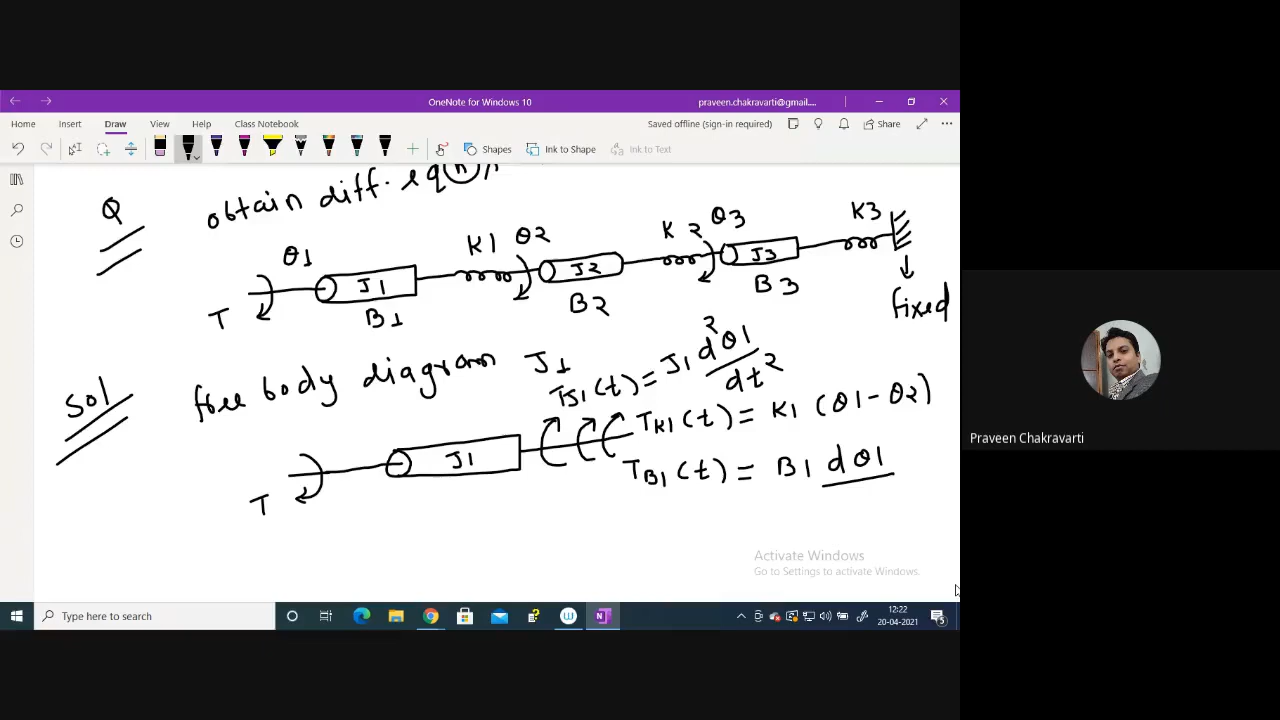 OneNote for Windows 10
praveen.chakravarti@gmail....
Home Insert Draw View Help Class Notebook
Saved offline (sign-in required)
Share
Shapes
Ink to Shape
Ink to Text
Q obtain diff. eq(n)
T θ1 J1 B1 K1 θ2 J2 B2 K2 θ3 J3 B3 K3
fixed
Sol free body diagram J1
TJ1(t) = J1 d²θ1/dt²
T J1 TK1(t) = K1 (θ1 - θ2)
TB1(t) = B1 dθ1
Praveen Chakravarti
Activate Windows
Go to Settings to activate Windows.
Type here to search
12:22
20-04-2021
5